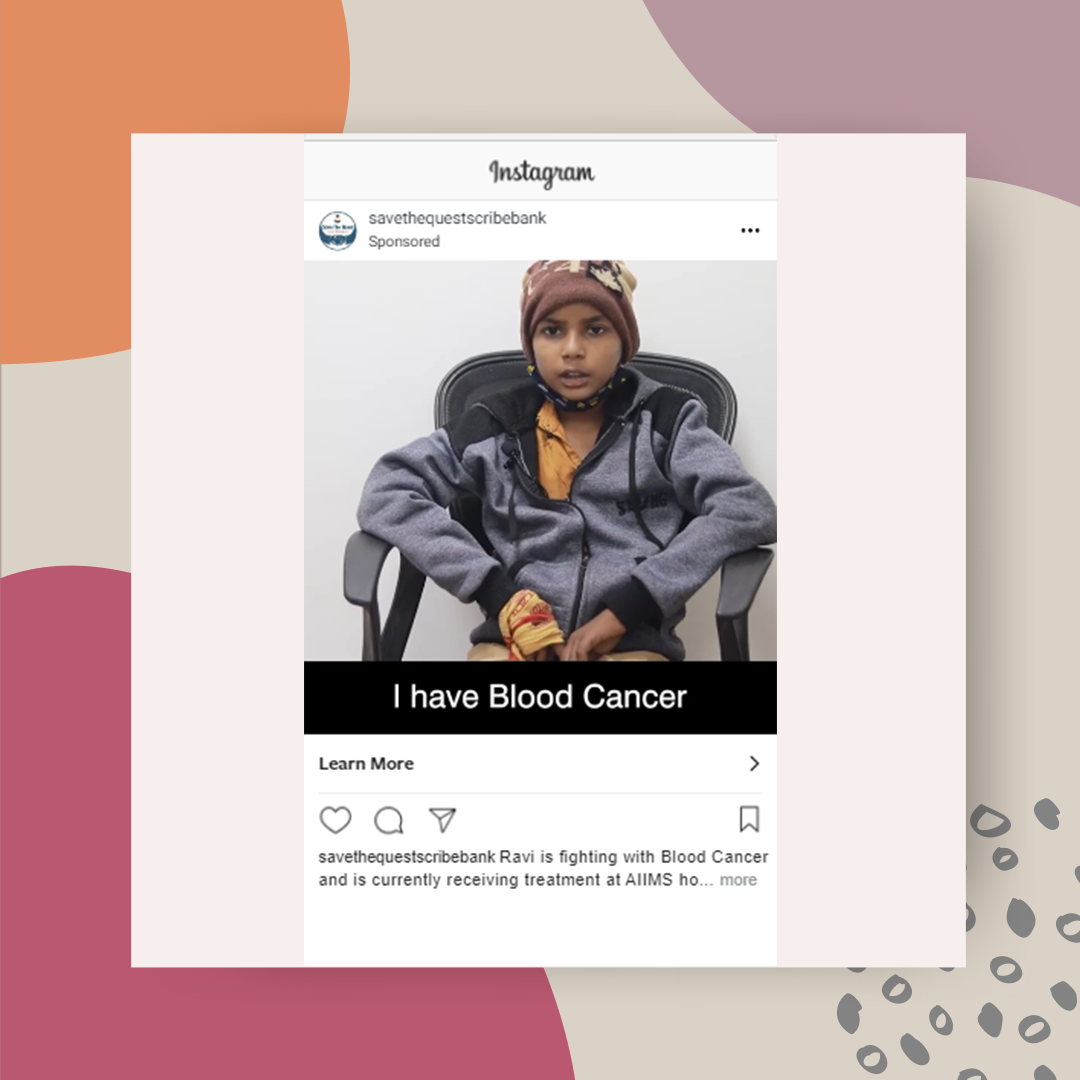 Instagram
savethequestscribebank
Sponsored
I have Blood Cancer
Learn More
savethequestscribebank Ravi is fighting with Blood Cancer
and is currently receiving treatment at AIIMS ho... more